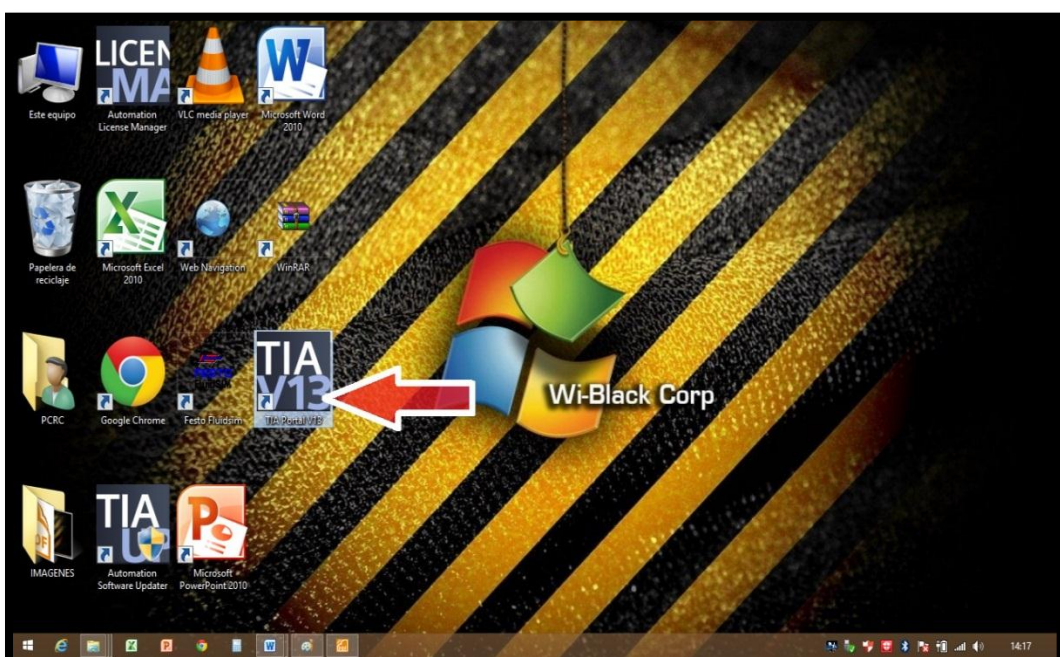 LICEN
MA
W
Este equipo
Automation
License Manager
VLC media player
Microsoft Word
2010
X
Papelera de
reciclaje
Microsoft Excel
2010
Web Navigation
WinRAR
TIA
V13
Wi-Black Corp
PCRC
Google Chrome
Festo Fluidsim
TIA Portal V13
PDF
TIA
UP
P
IMAGENES
Automation
Software Updater
Microsoft
PowerPoint 2010
14:17